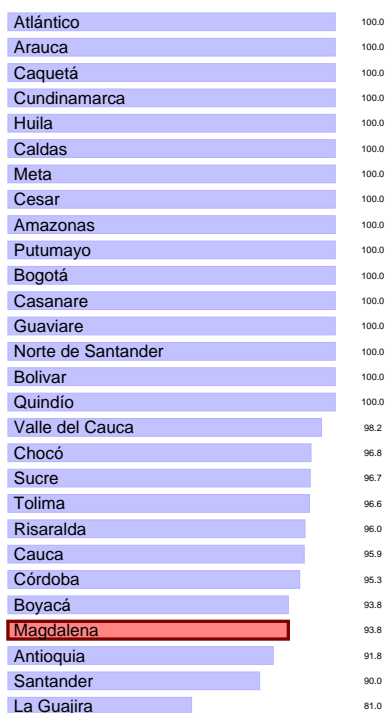 Atlántico 100.0
Arauca 100.0
Caquetá 100.0
Cundinamarca 100.0
Huila 100.0
Caldas 100.0
Meta 100.0
Cesar 100.0
Amazonas 100.0
Putumayo 100.0
Bogotá 100.0
Casanare 100.0
Guaviare 100.0
Norte de Santander 100.0
Bolivar 100.0
Quindío 100.0
Valle del Cauca 98.2
Chocó 96.8
Sucre 96.7
Tolima 96.6
Risaralda 96.0
Cauca 95.9
Córdoba 95.3
Boyacá 93.8
Magdalena 93.8
Antioquia 91.8
Santander 90.0
La Guajira 81.0